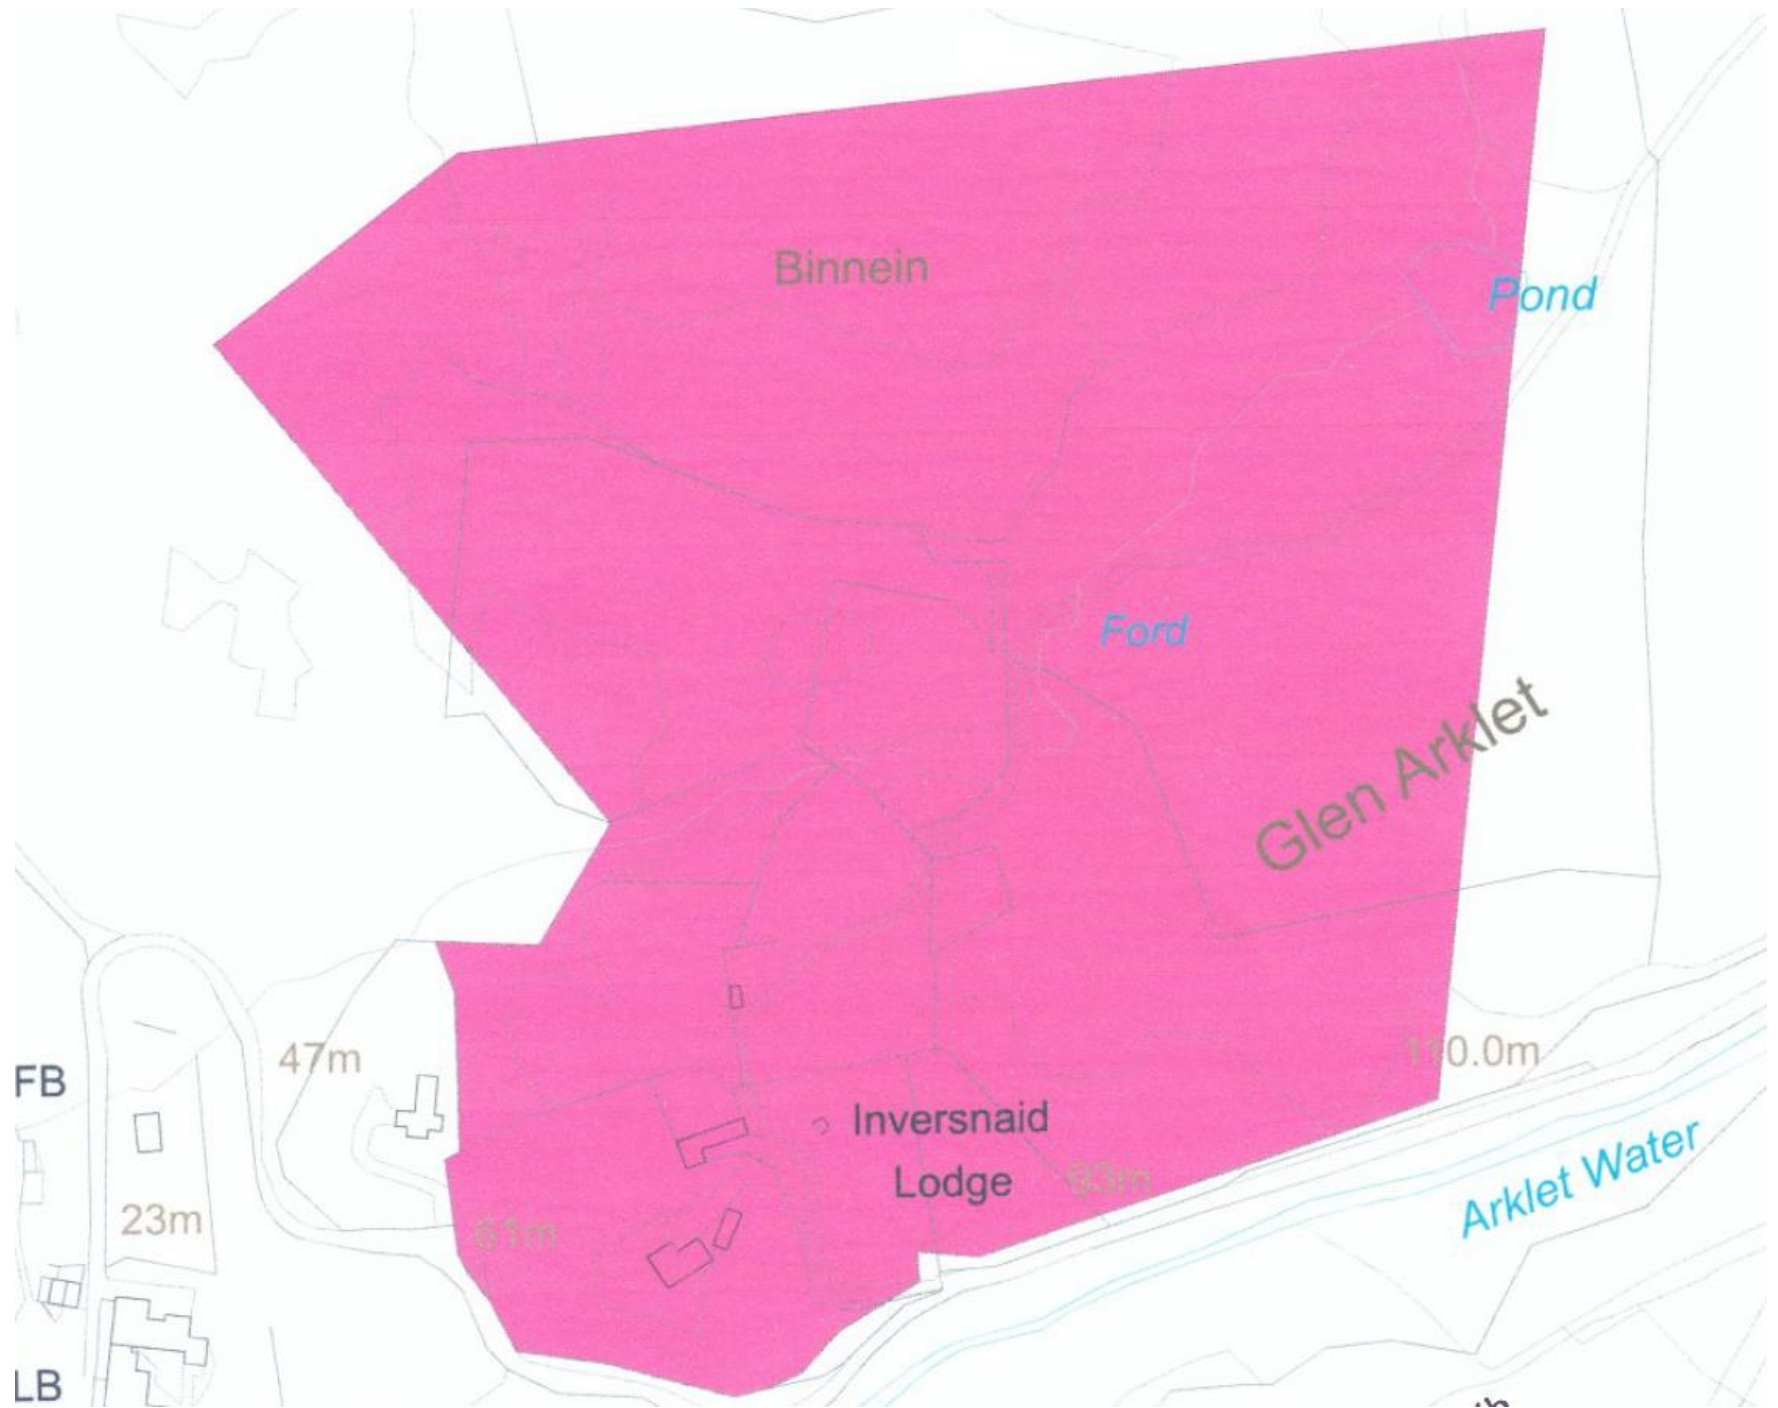 Binnein
Pond
Ford
Glen Arklet
47m
110.0m
FB
Inversnaid
Lodge
93m
Arklet Water
23m
61m
LB